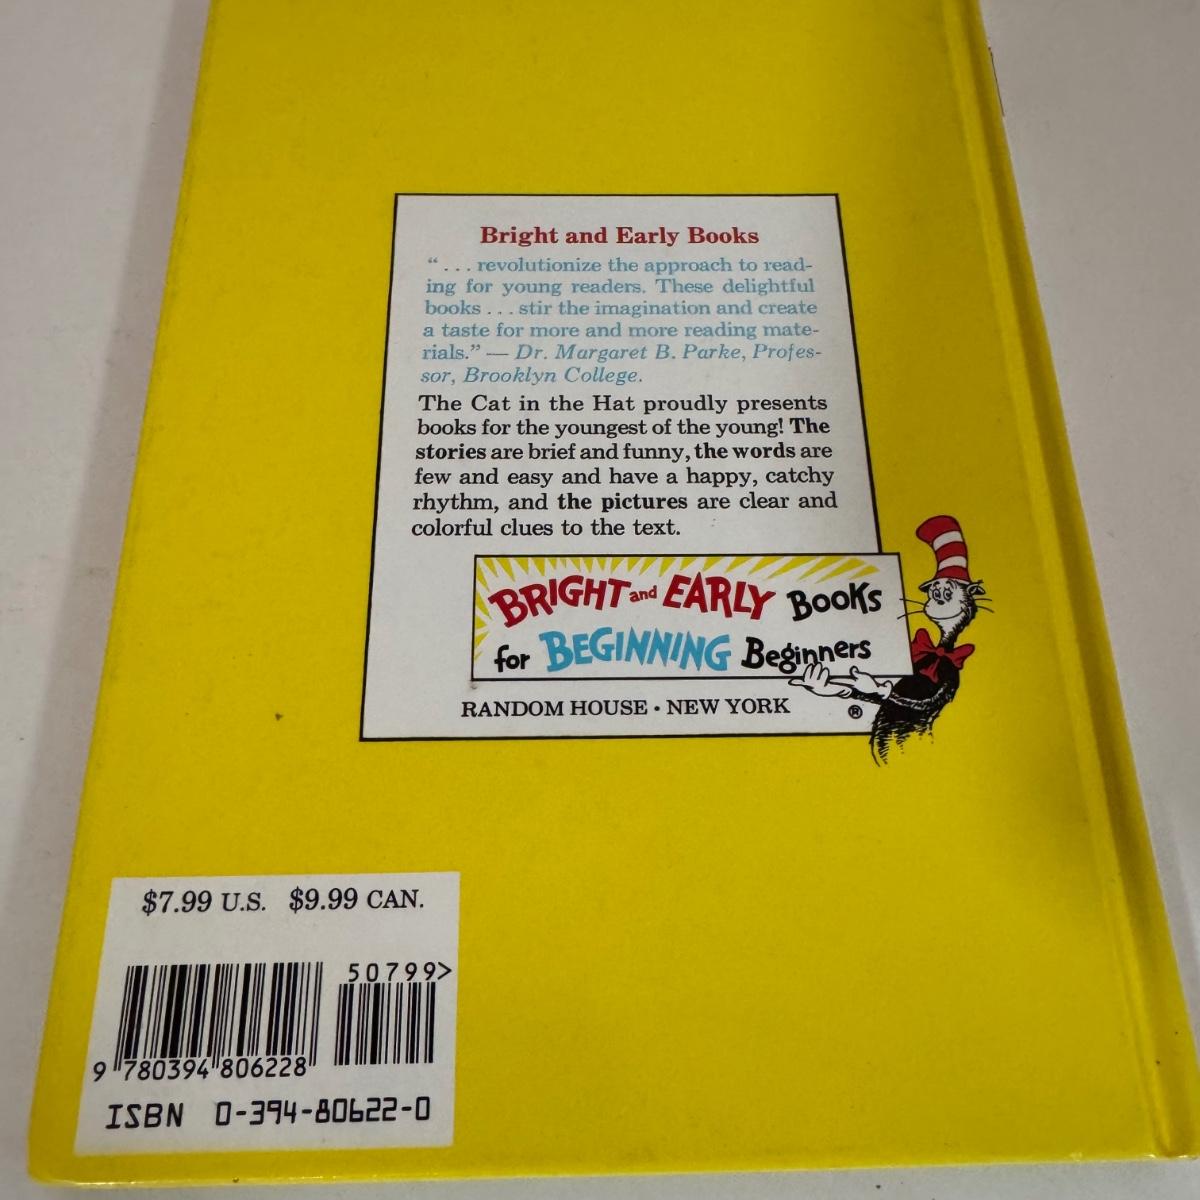 Bright and Early Books
“ . . . revolutionize the approach to read-
ing for young readers. These delightful
books . . . stir the imagination and create
a taste for more and more reading mate-
rials.” — Dr. Margaret B. Parke, Profes-
sor, Brooklyn College.
The Cat in the Hat proudly presents
books for the youngest of the young! The
stories are brief and funny, the words are
few and easy and have a happy, catchy
rhythm, and the pictures are clear and
colorful clues to the text.
BRIGHT and EARLY BOOKS
for BEGINNING Beginners
RANDOM HOUSE • NEW YORK ®
$7.99 U.S. $9.99 CAN.
50799>
9 780394 806228
ISBN 0-394-80622-0